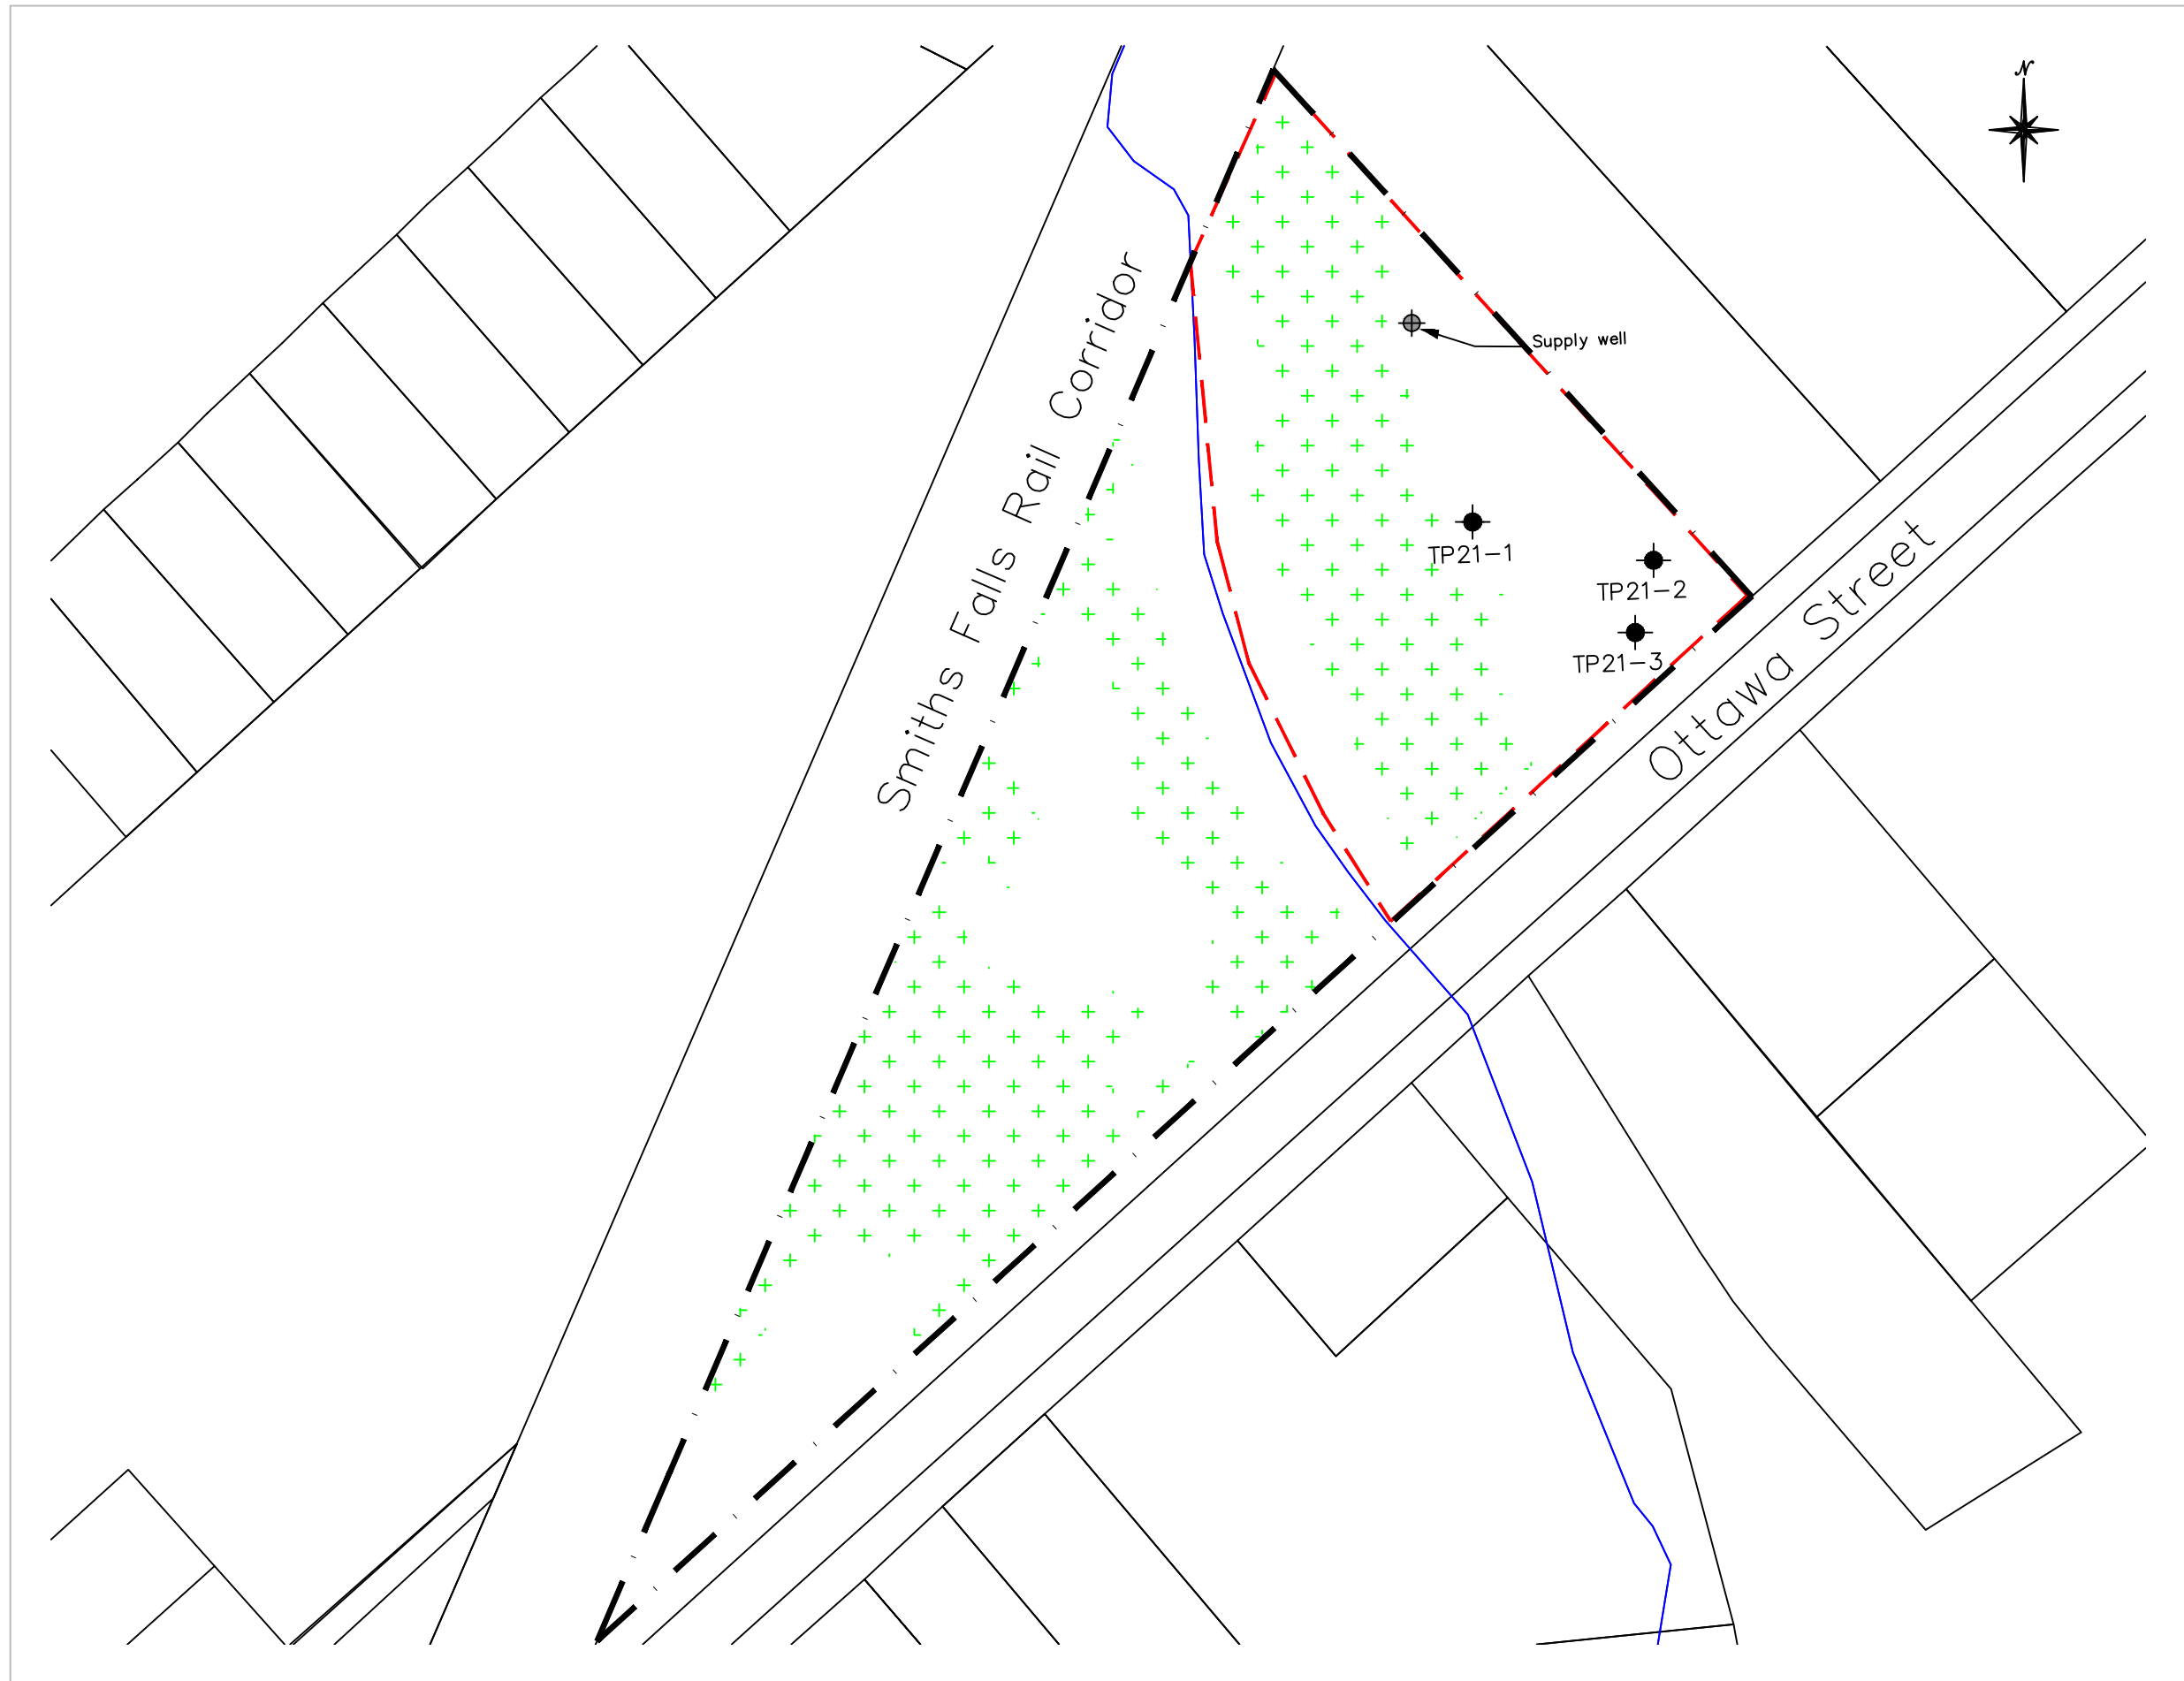 N
Smiths Falls Rail Corridor
Supply well
TP21-1
TP21-2
TP21-3
Ottawa Street